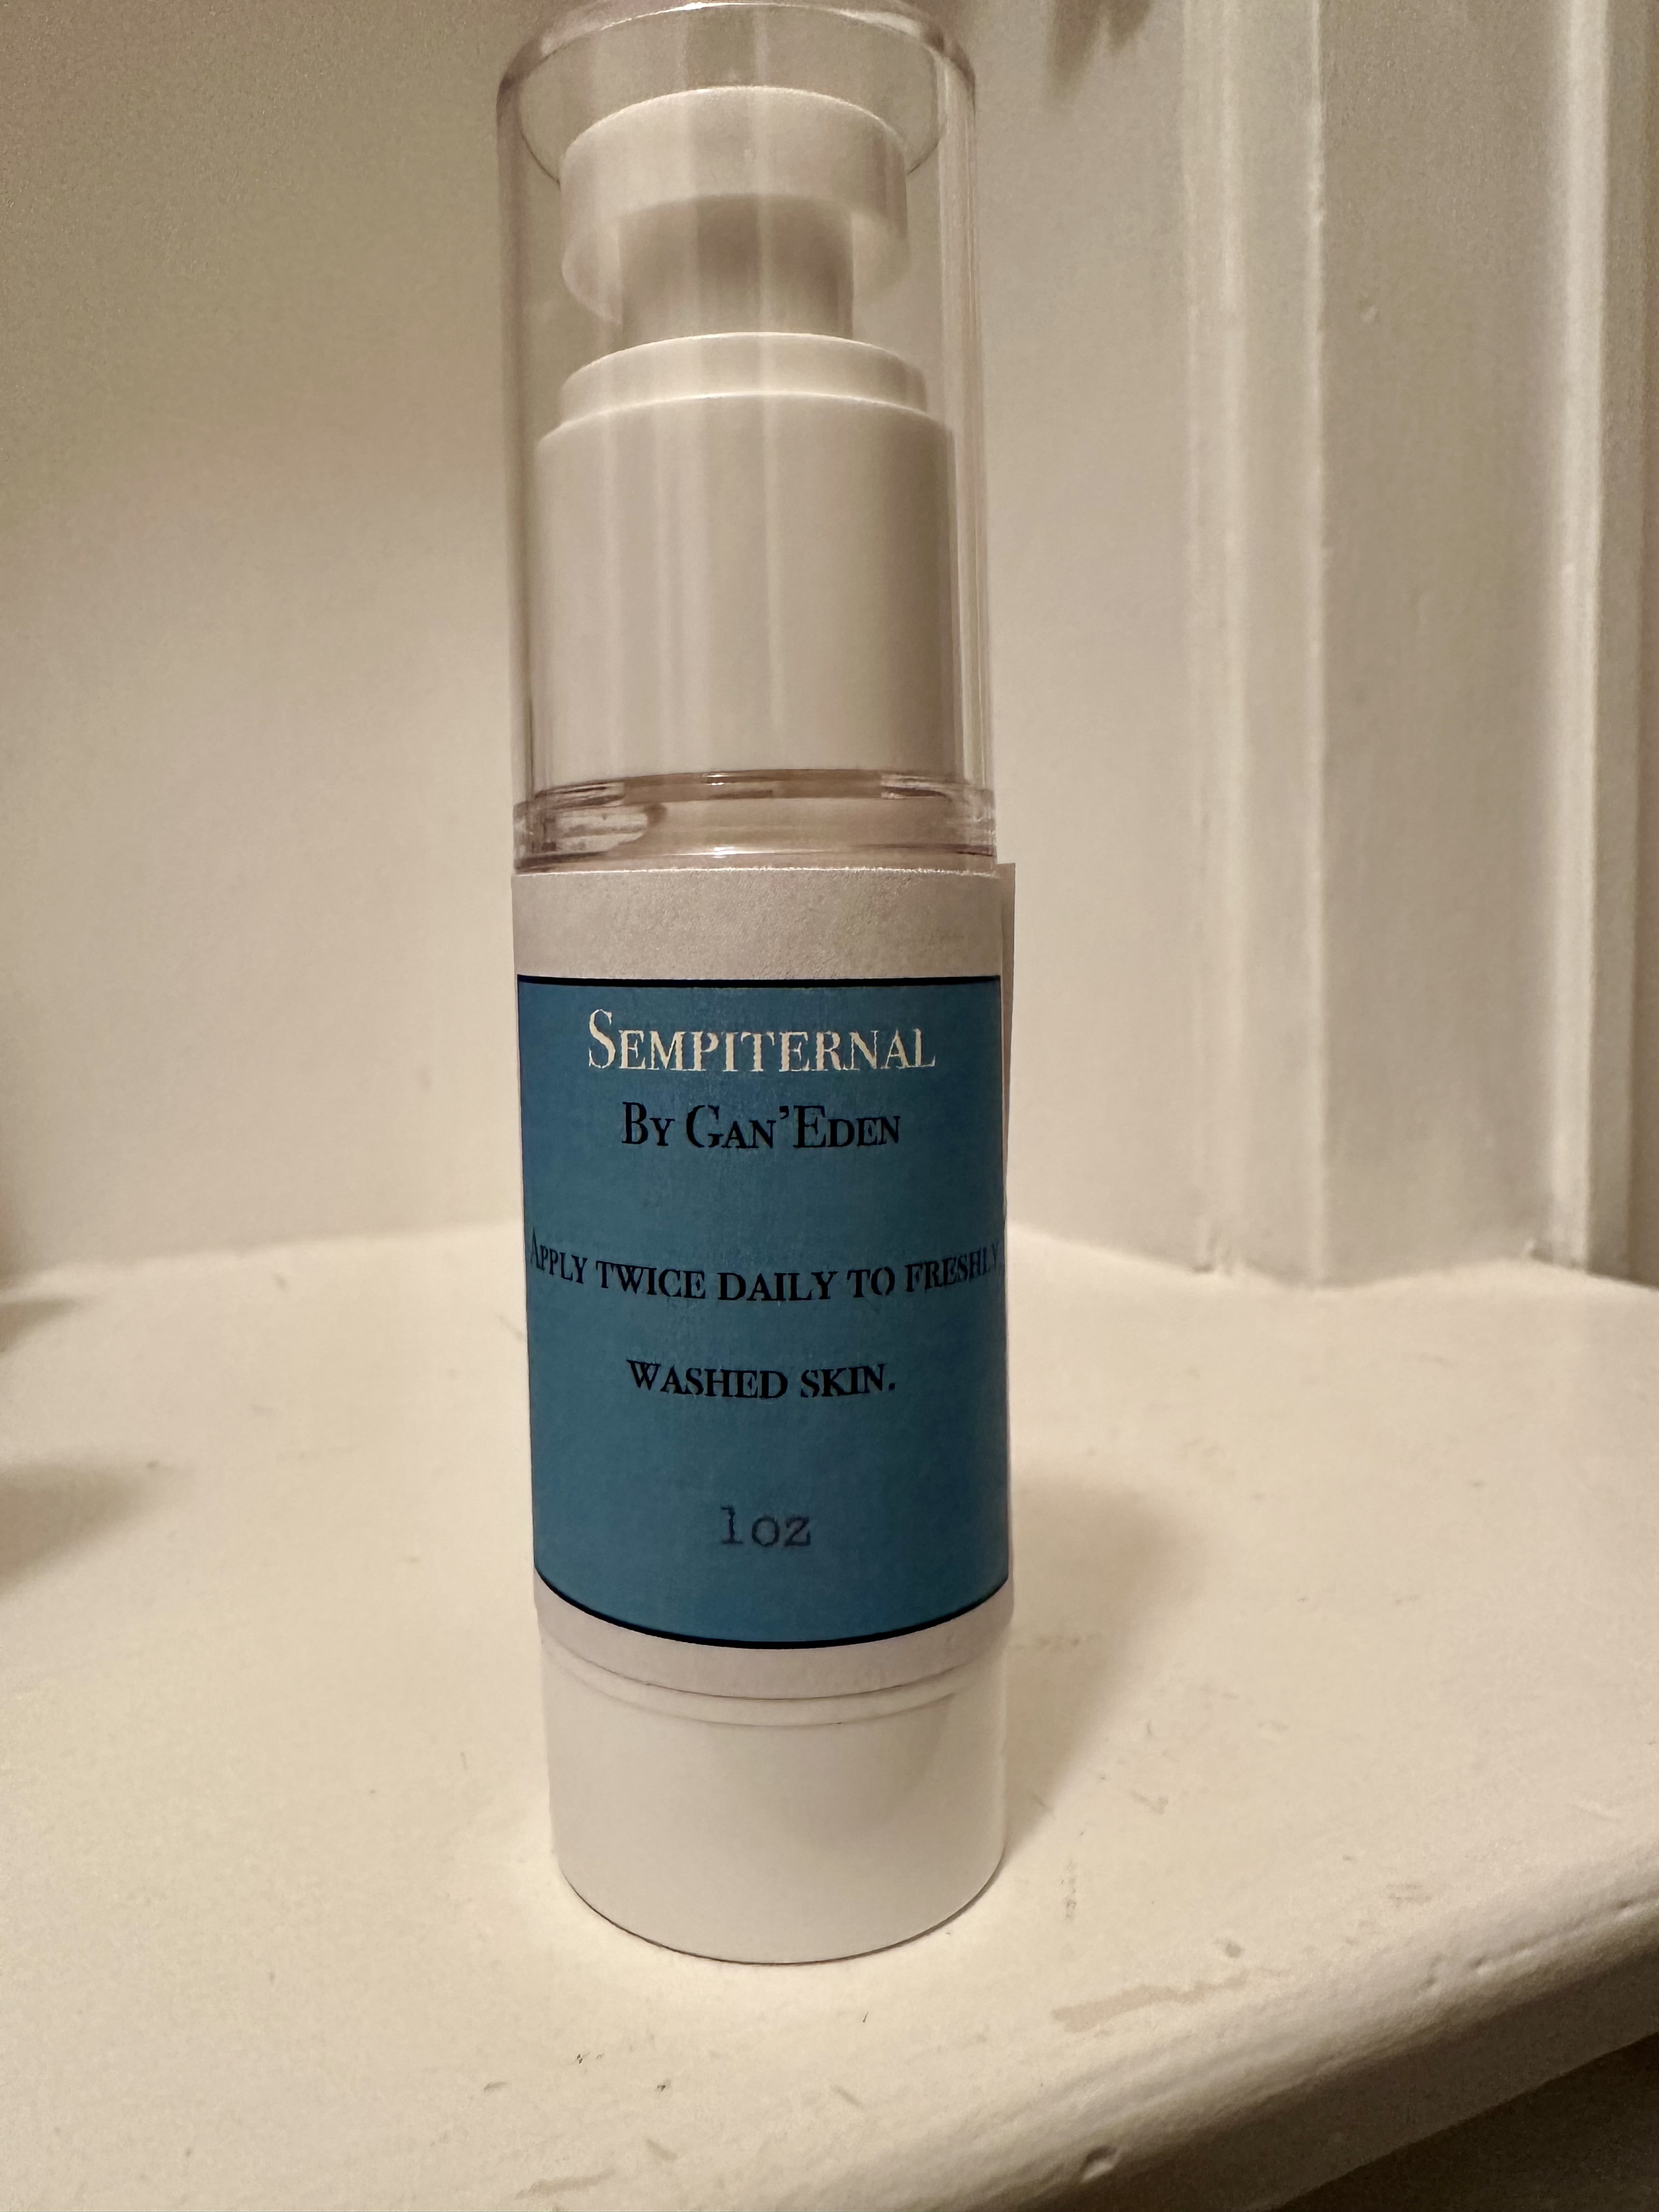 Sempiternal
By Gan'Eden
Apply twice daily to freshly
washed skin.
1oz